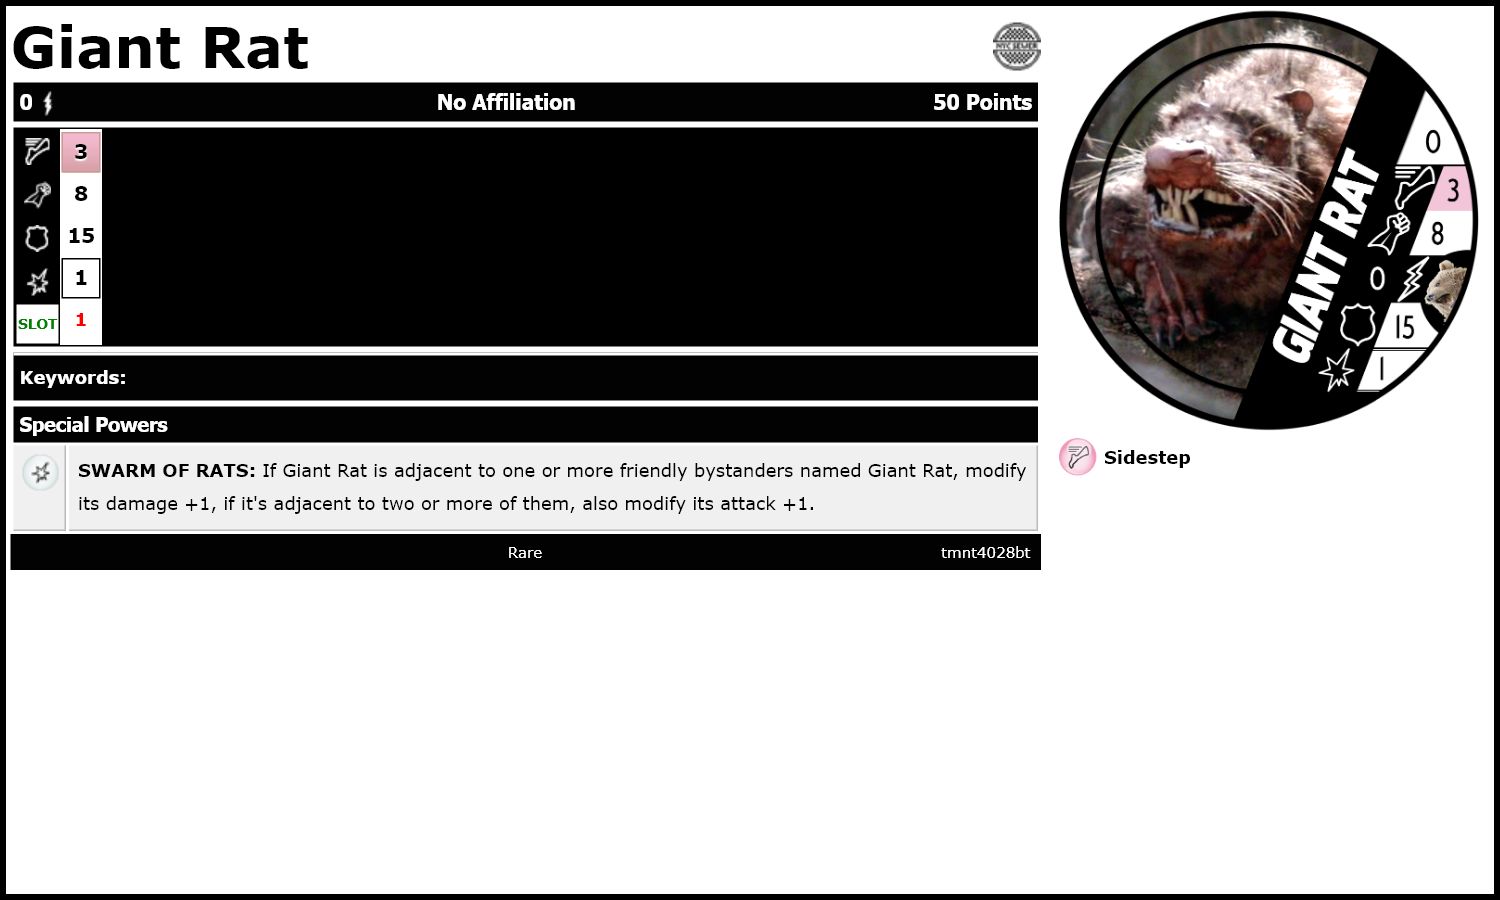 Giant Rat
NYC SEWER
0 No Affiliation 50 Points
3
8
15
1
SLOT 1
Keywords:
Special Powers
SWARM OF RATS: If Giant Rat is adjacent to one or more friendly bystanders named Giant Rat, modify
its damage +1, if it's adjacent to two or more of them, also modify its attack +1.
Rare tmnt4028bt
GIANT RAT
0
3
8
0
15
1
Sidestep